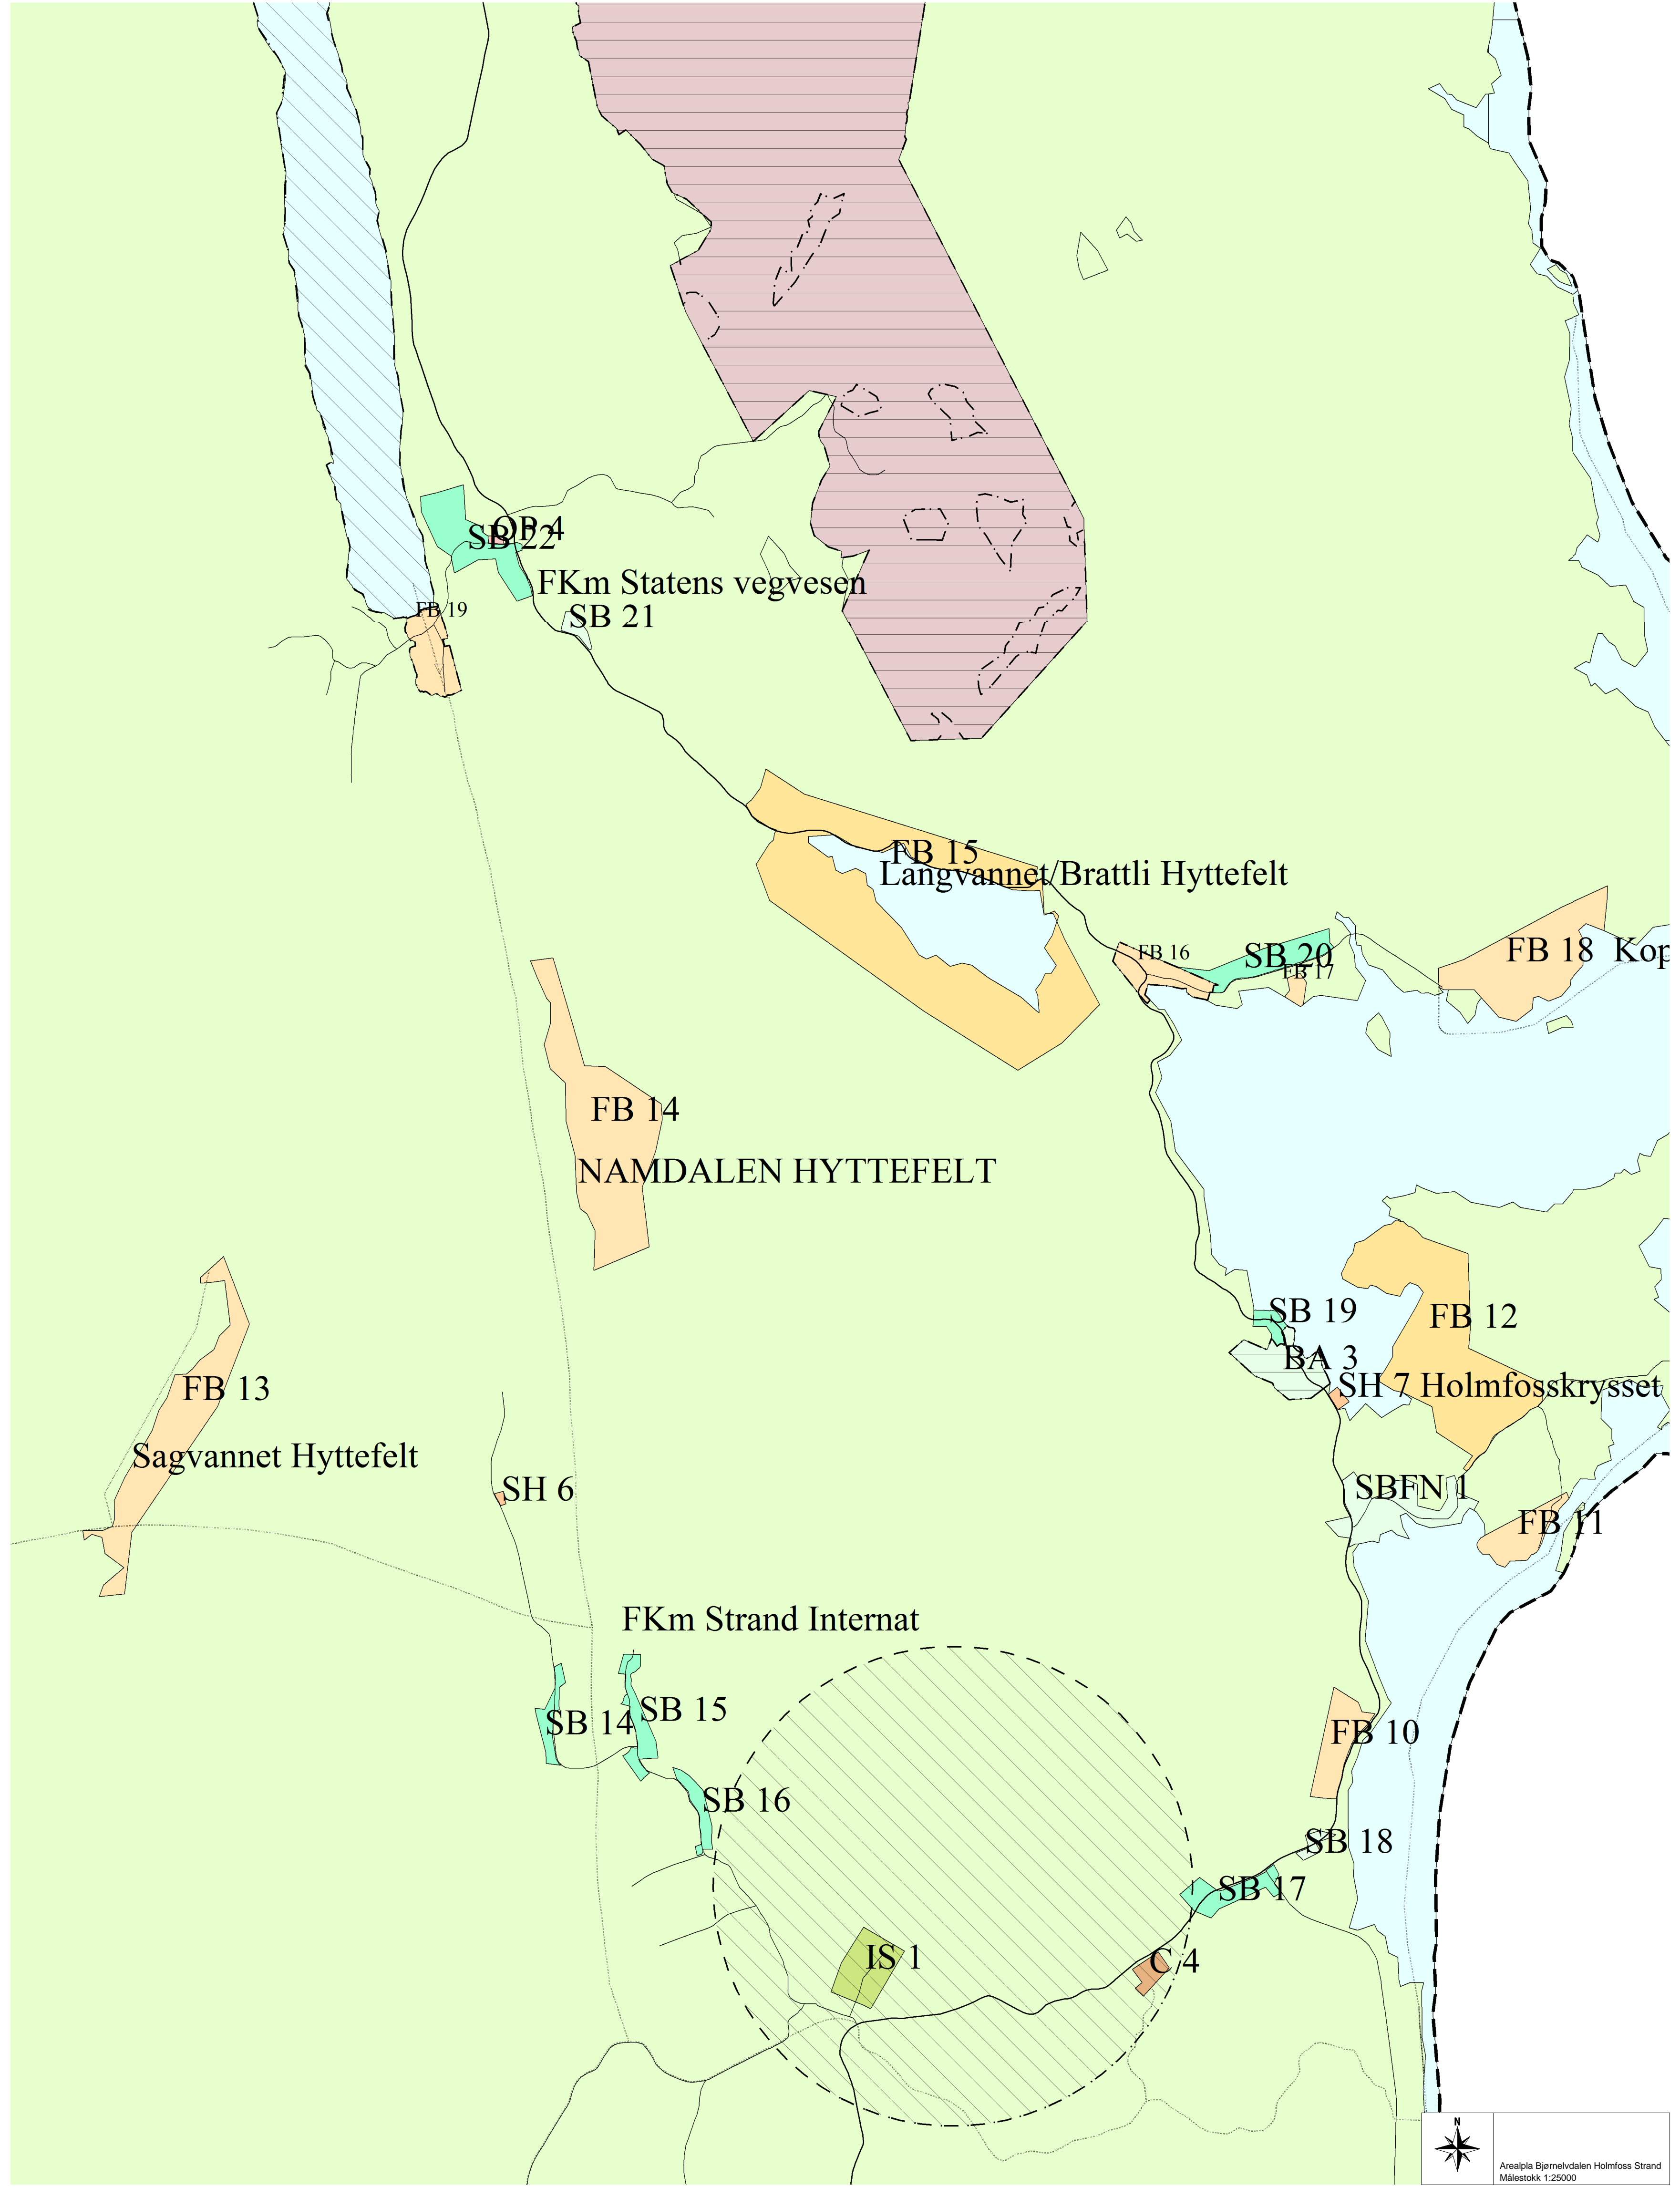 OP 4
SB 22
FKm Statens vegvesen
FB 19
SB 21
FB 15
Langvannet/Brattli Hyttefelt
FB 16
SB 20
FB 17
FB 18 Kop
FB 14
NAMDALEN HYTTEFELT
SB 19
FB 12
BA 3
SH 7 Holmfosskrysset
FB 13
Sagvannet Hyttefelt
SH 6
SBFN 1
FB 11
FKm Strand Internat
SB 14
SB 15
FB 10
SB 16
SB 18
SB 17
IS 1
C 4
N
Arealpla Bjørnelvdalen Holmfoss Strand
Målestokk 1:25000